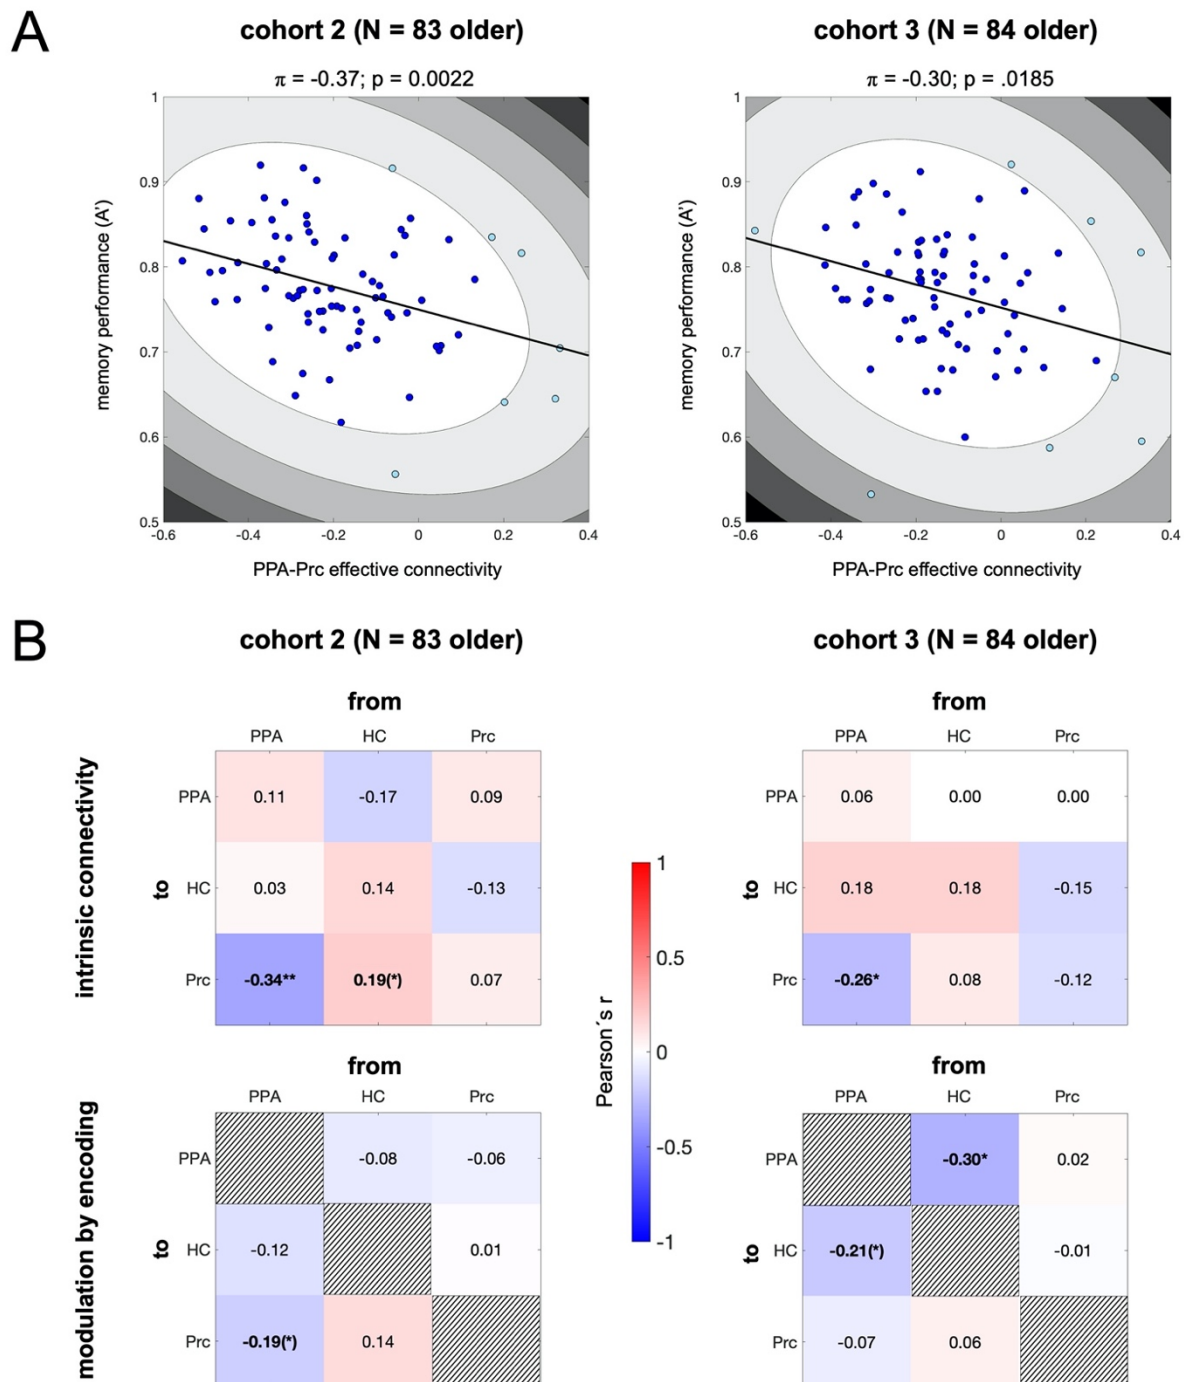 A
cohort 2 (N = 83 older)
cohort 3 (N = 84 older)
π = -0.37; p = 0.0022
π = -0.30; p = .0185
memory performance (A')
1
0.9
0.8
0.7
0.6
0.5
-0.6 -0.4 -0.2 0 0.2 0.4
PPA-Prc effective connectivity
memory performance (A')
1
0.9
0.8
0.7
0.6
0.5
-0.6 -0.4 -0.2 0 0.2 0.4
PPA-Prc effective connectivity
B
cohort 2 (N = 83 older)
cohort 3 (N = 84 older)
intrinsic connectivity
from
PPA HC Prc
to
PPA 0.11 -0.17 0.09
HC 0.03 0.14 -0.13
Prc -0.34** 0.19(*) 0.07
from
PPA HC Prc
to
PPA 0.06 0.00 0.00
HC 0.18 0.18 -0.15
Prc -0.26* 0.08 -0.12
Pearson´s r
1
0.5
0
-0.5
-1
modulation by encoding
from
PPA HC Prc
to
PPA -0.08 -0.06
HC -0.12 0.01
Prc -0.19(*) 0.14
from
PPA HC Prc
to
PPA -0.30* 0.02
HC -0.21(*) -0.01
Prc -0.07 0.06